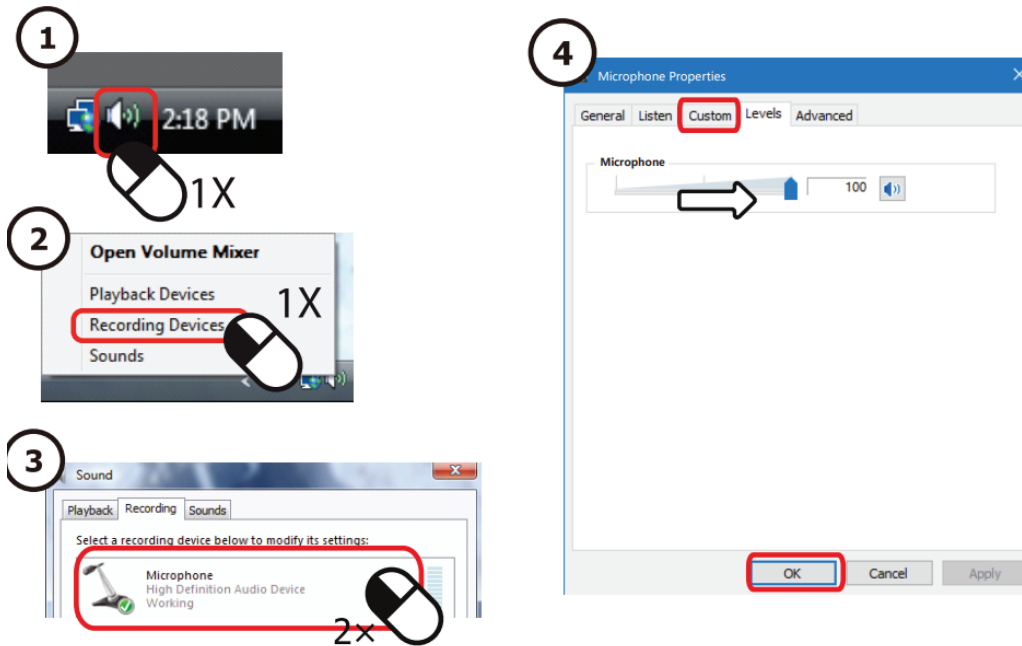 1
2:18 PM
1X
2
Open Volume Mixer
Playback Devices
1X
Recording Devices
Sounds
3
Sound
Playback Recording Sounds
Select a recording device below to modify its settings:
Microphone
High Definition Audio Device
Working
2×
4
Microphone Properties
General Listen Custom Levels Advanced
Microphone
100
OK Cancel Apply